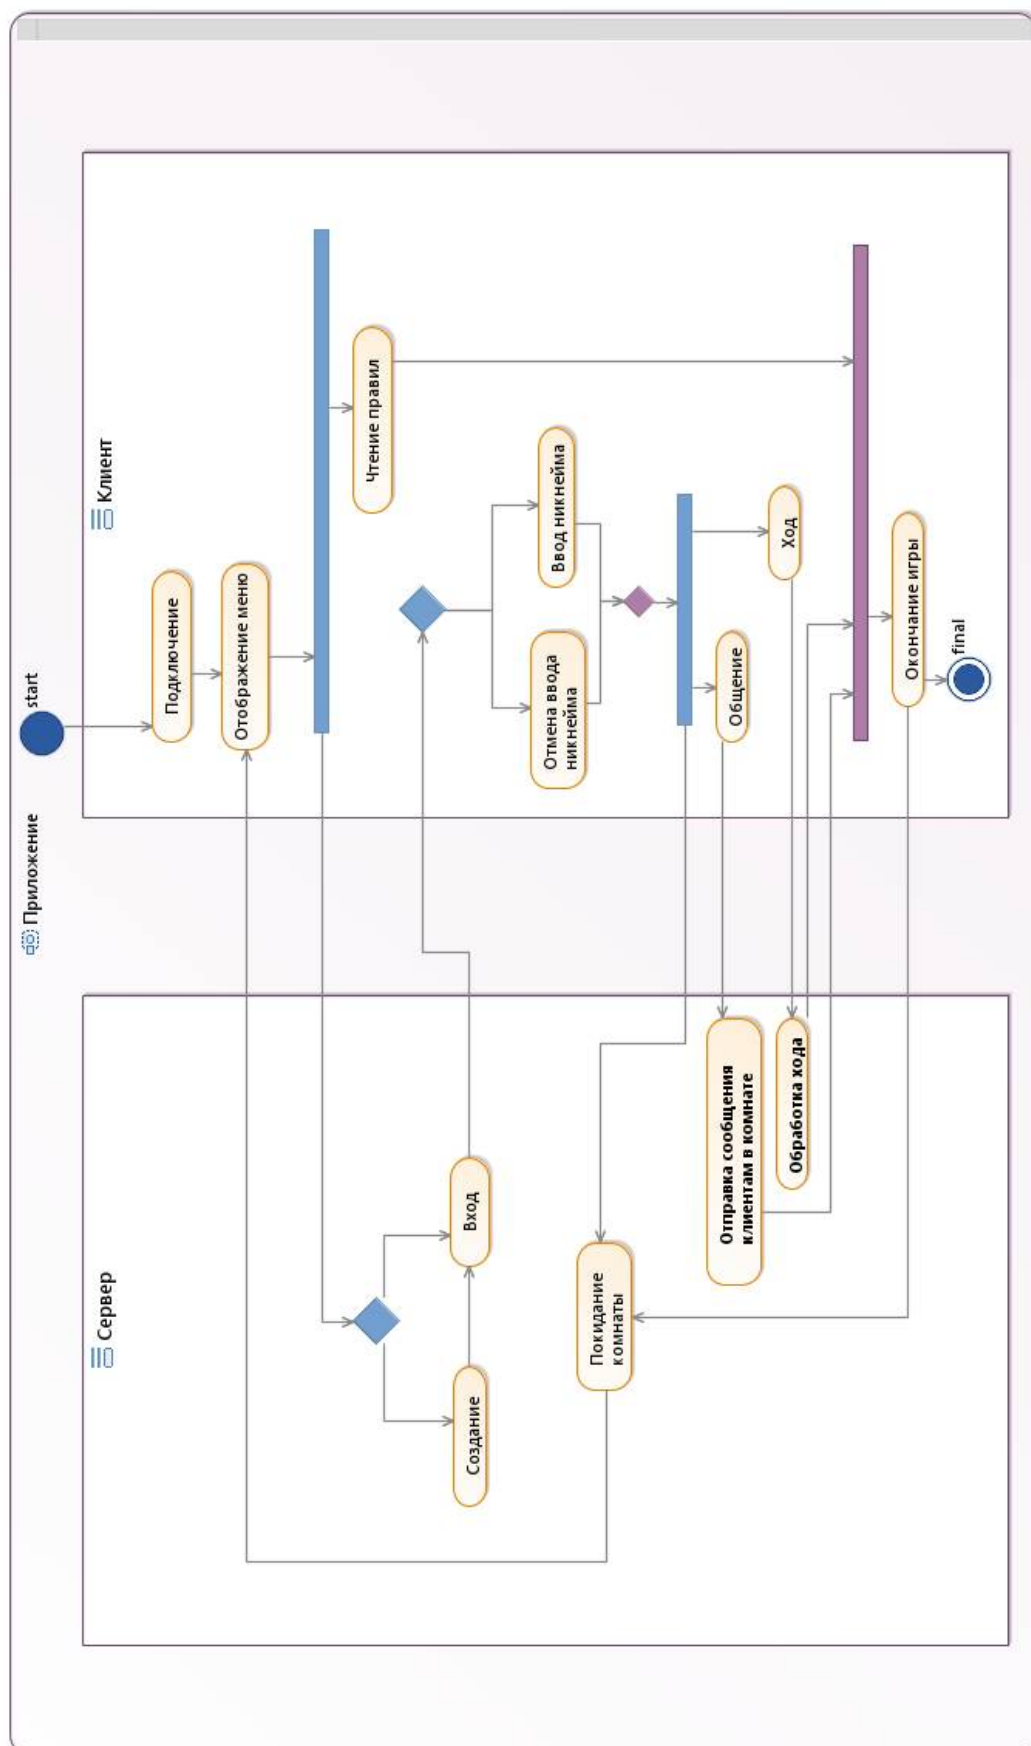 Приложение
start
Сервер
Клиент
Подключение
Отображение меню
Чтение правил
Создание
Вход
Отмена ввода
никнейма
Ввод никнейма
Покидание
комнаты
Общение
Ход
Отправка сообщения
клиентам в комнате
Обработка хода
Окончание игры
final